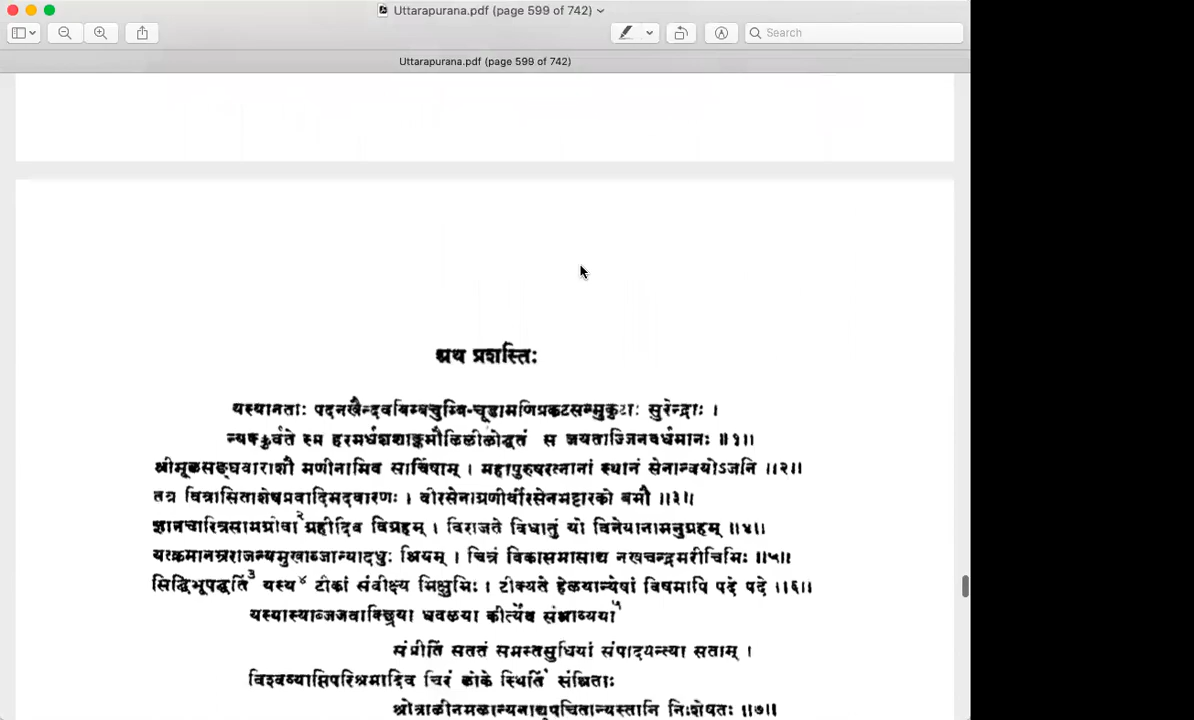 Uttarapurana.pdf (page 599 of 742)
Search
Uttarapurana.pdf (page 599 of 742)
अथ प्रशस्तिः
यस्यानताः पदनखैन्दवबिम्बचुम्बि-चूडामणिप्रकटसन्मुकुटाः सुरेन्द्राः ।
न्यक्कुर्वते स्म हरमर्धशशाङ्कमौलिलीलोद्धतं स जयताज्जिनवर्धमानः ॥१॥
श्रीमूलसङ्घवाराशौ मणीनामिव सार्चिषाम् । महापुरुषरत्नानां स्थानं सेनान्वयोऽजनि ॥२॥
तत्र वित्रासिताशेषप्रवादिमदवारणः । वीरसेनाग्रणीर्वीरसेनभट्टारको बभौ ॥३॥
ज्ञानचारित्रसामग्रीवा२ग्रहीदिव विग्रहम् । विराजते विधातुं यो विनेयानामनुग्रहम् ॥४॥
यत्क्रमानम्रराजन्यमुखाब्जान्यादधुः श्रियम् । चित्रं विकासमासाद्य नखचन्द्रमरीचिभिः ॥५॥
सिद्धिभूपद्धतिं३ यस्य४ टीकां संवीक्ष्य भिक्षुभिः । टीक्यते हेलयान्येषां विषमापि पदे पदे ॥६॥
यस्यास्याब्जजवाक्छ्रिया धवलया कीर्त्येव संश्राव्यया५
संप्रीतिं सततं समस्तसुधियां संपादयन्त्या सताम् ।
विश्वव्याप्तिपरिश्रमादिव चिरं लोके स्थितिं संश्रिताः
श्रोत्रालीनमलान्यनाद्युपचितान्यस्तानि निःशेषतः ॥७॥